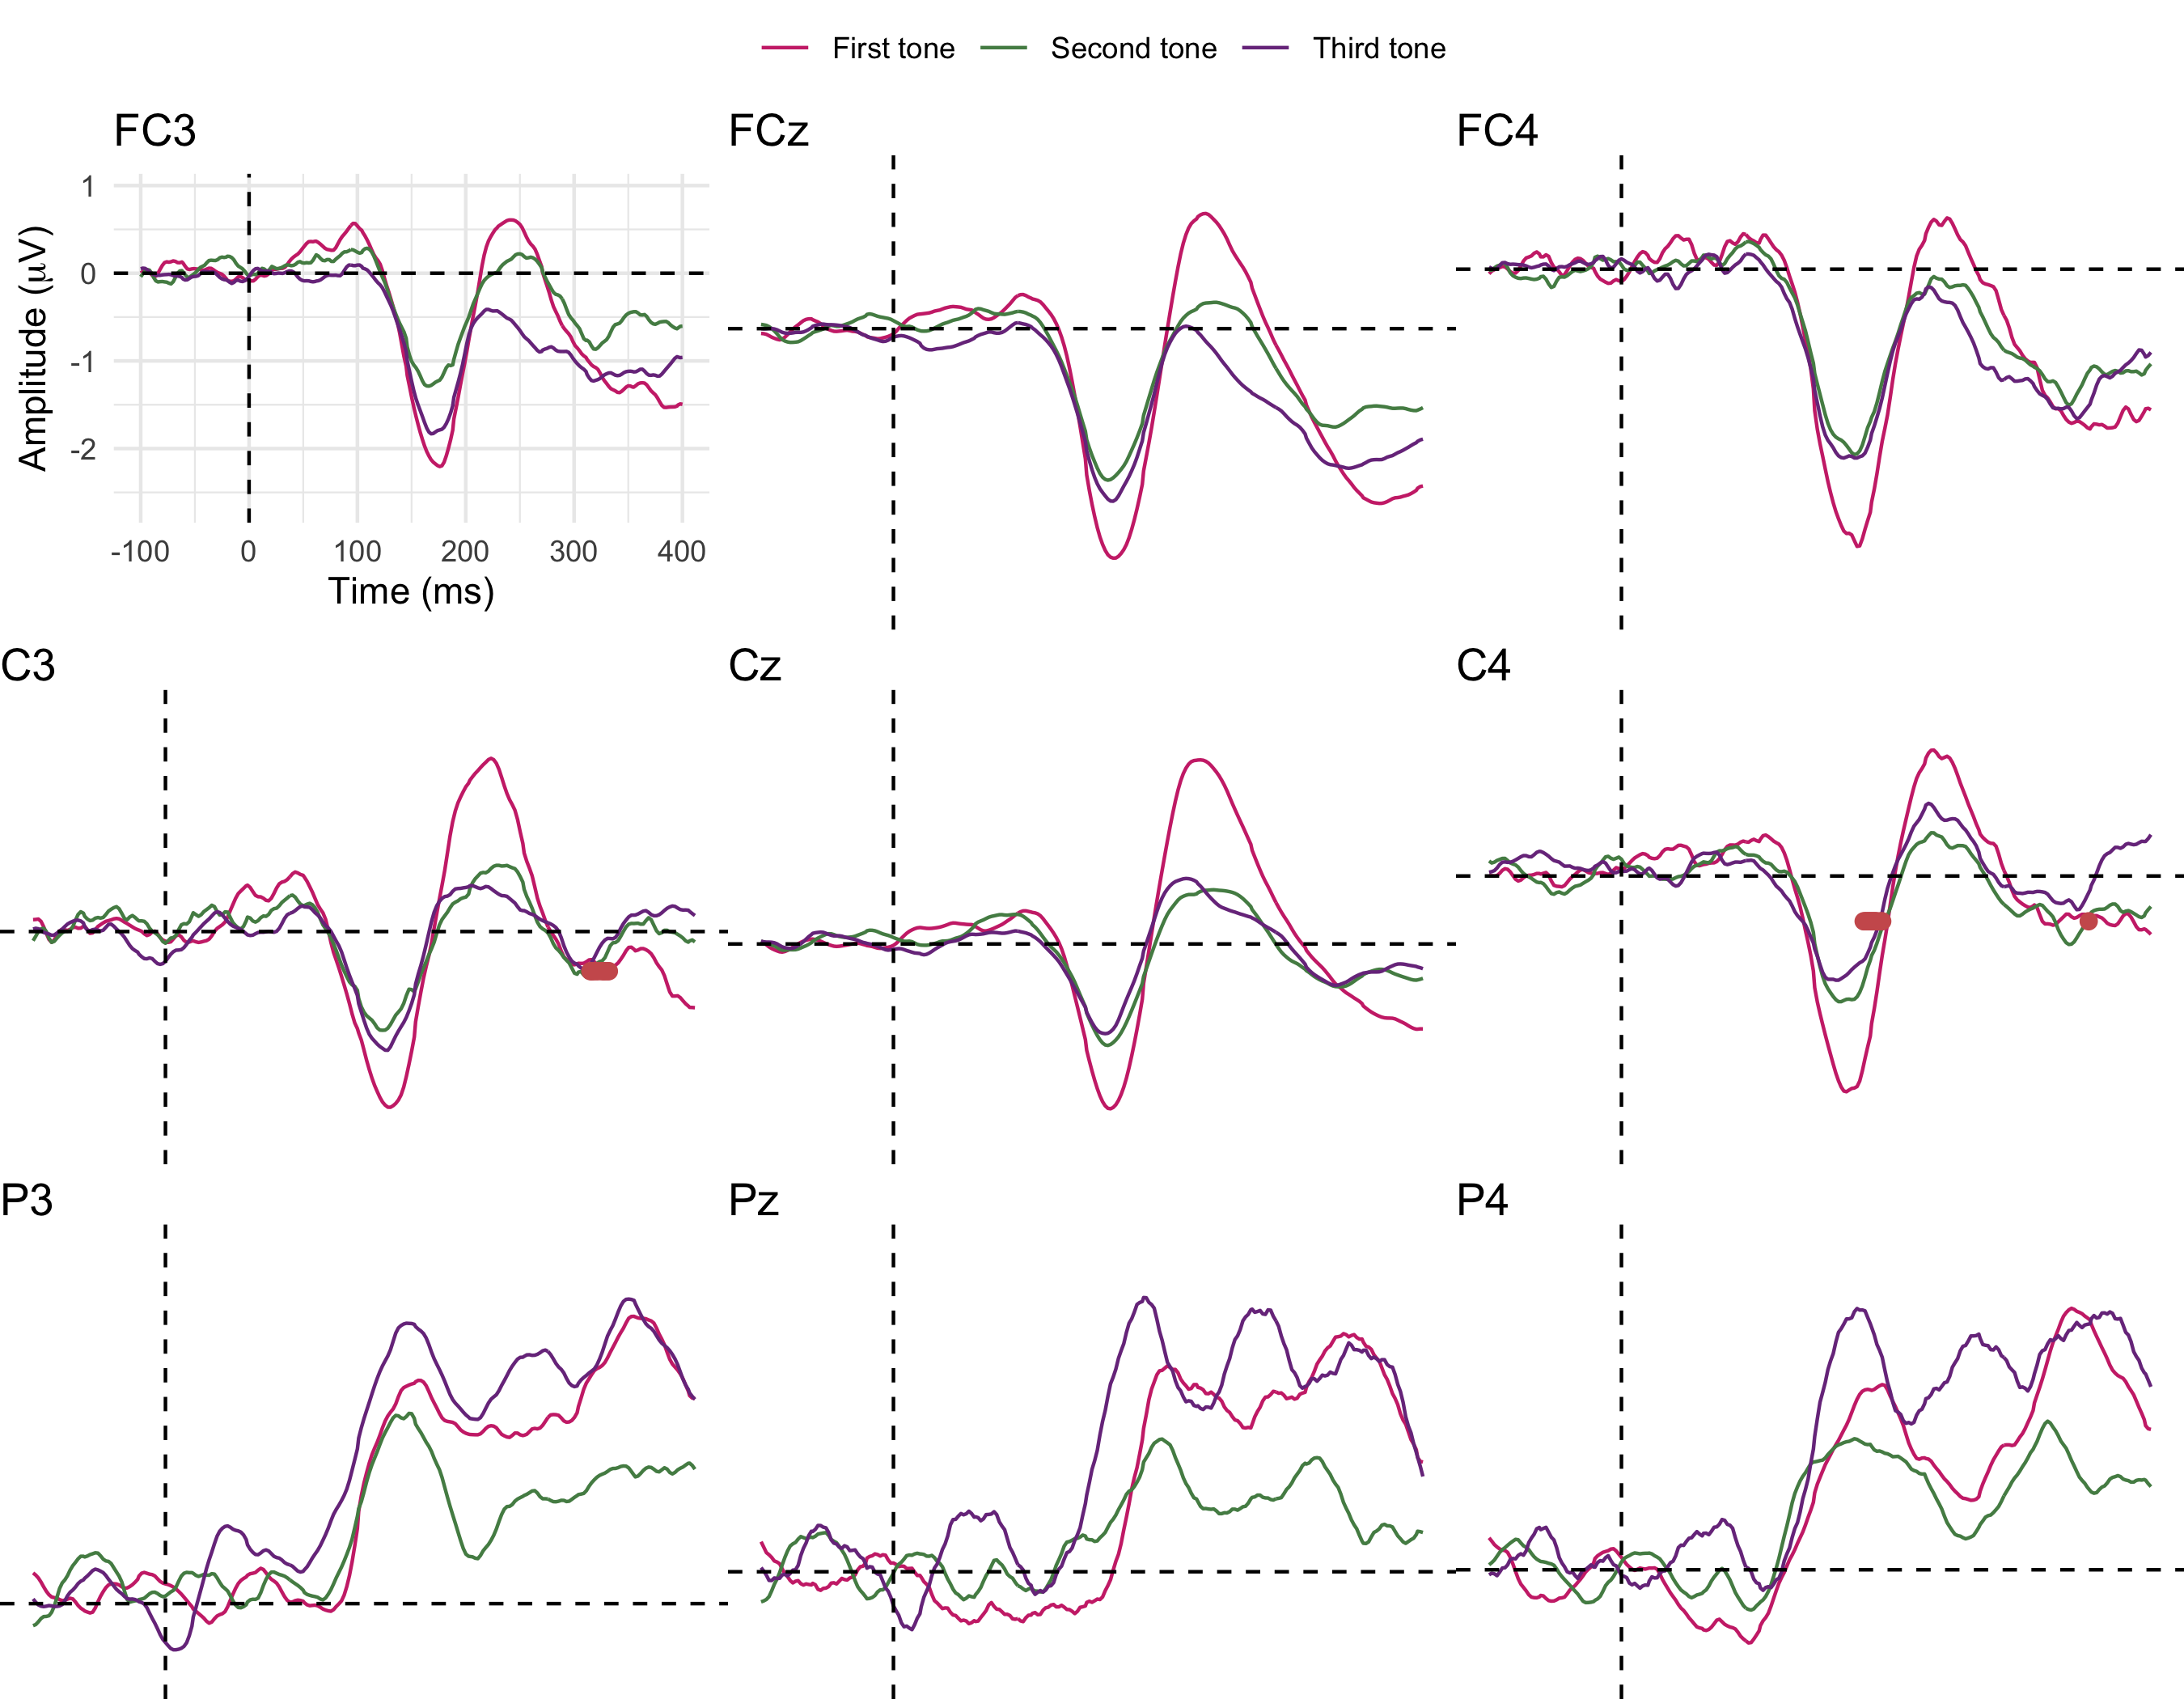 First tone Second tone Third tone
FC3 FCz FC4
1
0
-1
-2
Amplitude (μV)
-100 0 100 200 300 400
Time (ms)
C3 Cz C4
P3 Pz P4